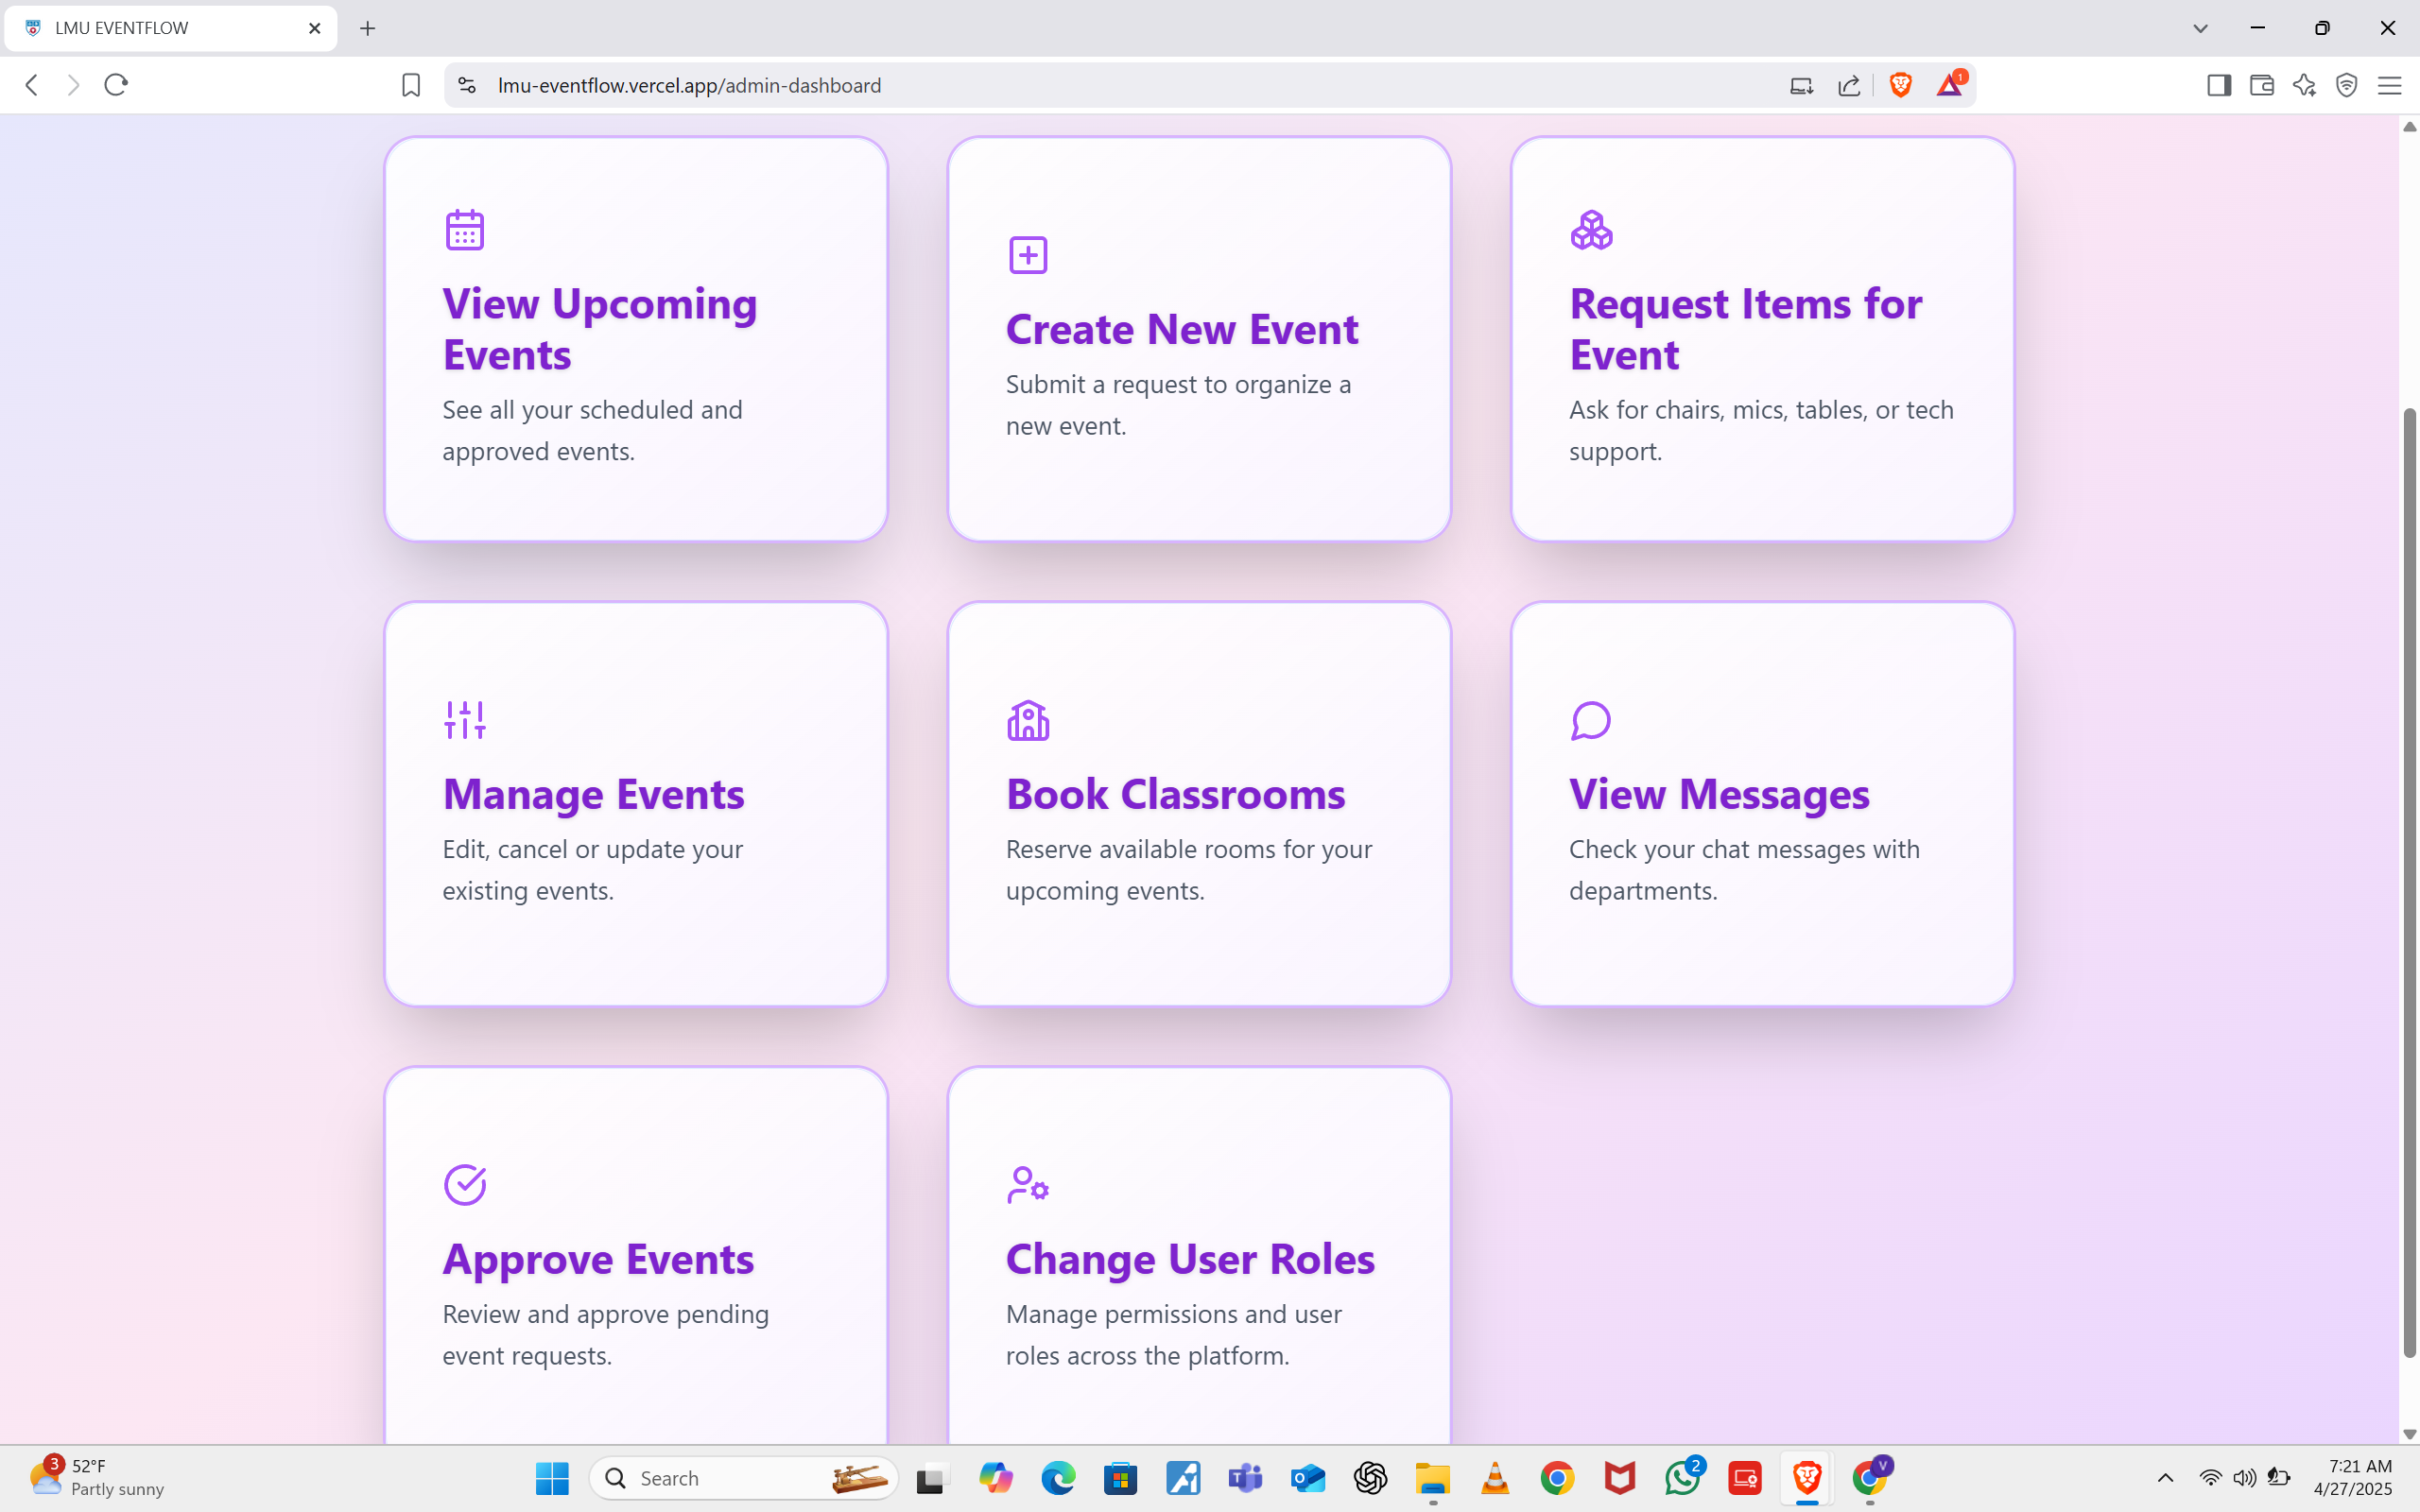 LMU EVENTFLOW
lmu-eventflow.vercel.app/admin-dashboard
1
View Upcoming
Events
See all your scheduled and
approved events.
Create New Event
Submit a request to organize a
new event.
Request Items for
Event
Ask for chairs, mics, tables, or tech
support.
Manage Events
Edit, cancel or update your
existing events.
Book Classrooms
Reserve available rooms for your
upcoming events.
View Messages
Check your chat messages with
departments.
Approve Events
Review and approve pending
event requests.
Change User Roles
Manage permissions and user
roles across the platform.
3
52°F
Partly sunny
Search
2
V
7:21 AM
4/27/2025